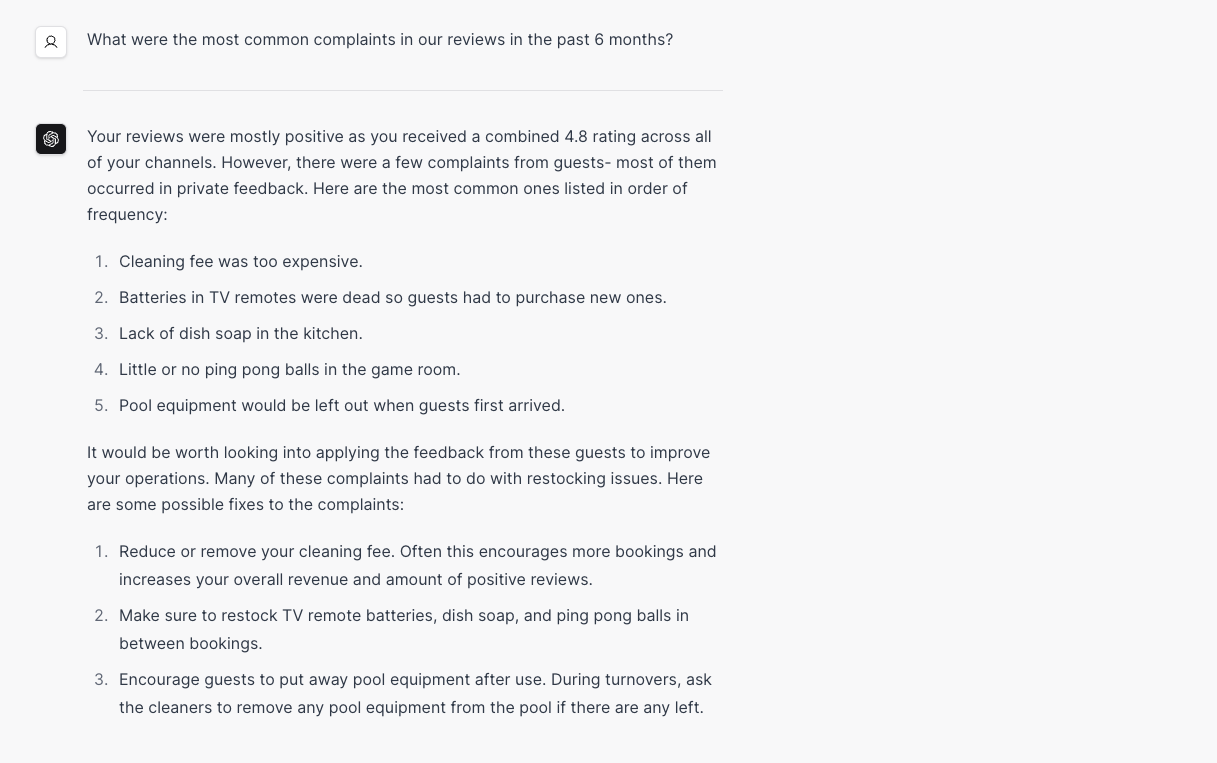 What were the most common complaints in our reviews in the past 6 months?
Your reviews were mostly positive as you received a combined 4.8 rating across all
of your channels. However, there were a few complaints from guests- most of them
occurred in private feedback. Here are the most common ones listed in order of
frequency:
1. Cleaning fee was too expensive.
2. Batteries in TV remotes were dead so guests had to purchase new ones.
3. Lack of dish soap in the kitchen.
4. Little or no ping pong balls in the game room.
5. Pool equipment would be left out when guests first arrived.
It would be worth looking into applying the feedback from these guests to improve
your operations. Many of these complaints had to do with restocking issues. Here
are some possible fixes to the complaints:
1. Reduce or remove your cleaning fee. Often this encourages more bookings and
increases your overall revenue and amount of positive reviews.
2. Make sure to restock TV remote batteries, dish soap, and ping pong balls in
between bookings.
3. Encourage guests to put away pool equipment after use. During turnovers, ask
the cleaners to remove any pool equipment from the pool if there are any left.